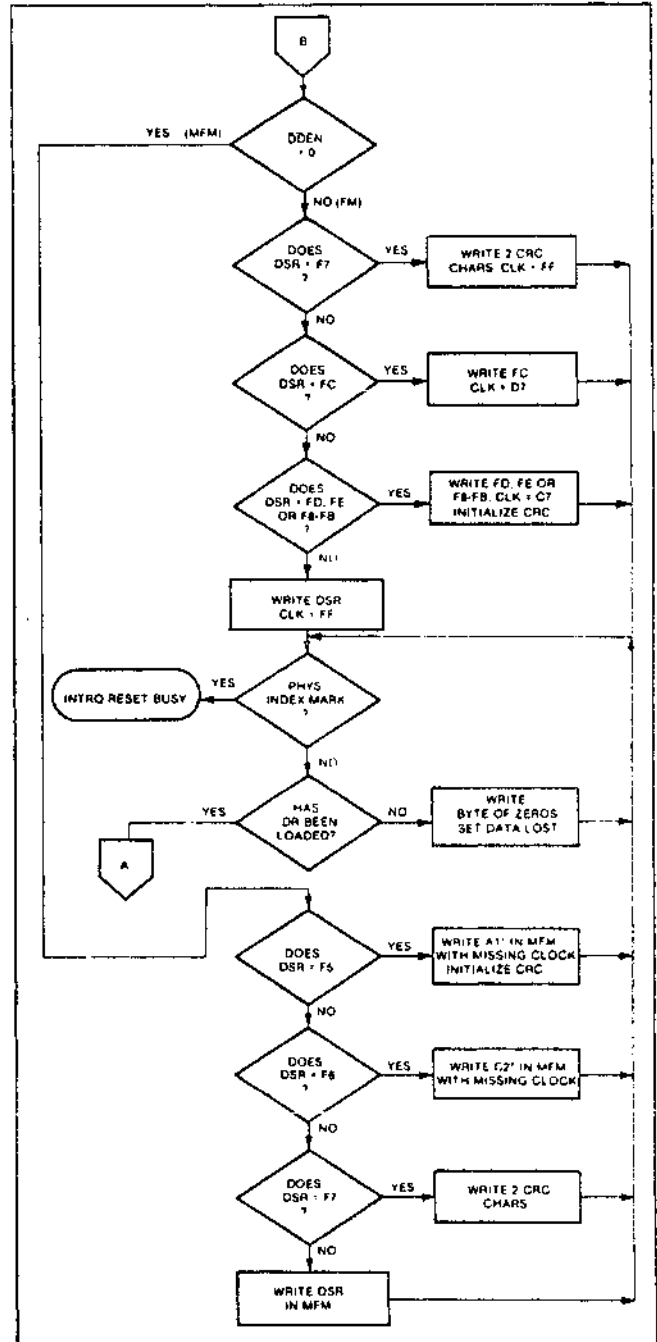 B
YES (MFM)
DDEN
= 0
NO (FM)
DOES
DSR = F7
?
YES
WRITE 2 CRC
CHARS CLK = FF
NO
DOES
DSR = FC
?
YES
WRITE FC
CLK = D7
NO
DOES
DSR = FD, FE
OR F8-FB
?
YES
WRITE FD, FE OR
F8-FB, CLK = C7
INITIALIZE CRC
NO
WRITE DSR
CLK = FF
INTRQ RESET BUSY
YES
PHYS
INDEX MARK
?
NO
YES
HAS
DR BEEN
LOADED?
NO
WRITE
BYTE OF ZEROS
SET DATA LOST
A
DOES
DSR = F5
YES
WRITE A1* IN MFM
WITH MISSING CLOCK
INITIALIZE CRC
NO
DOES
DSR = F6
?
YES
WRITE C2* IN MFM
WITH MISSING CLOCK
NO
DOES
DSR = F7
?
YES
WRITE 2 CRC
CHARS
NO
WRITE DSR
IN MFM